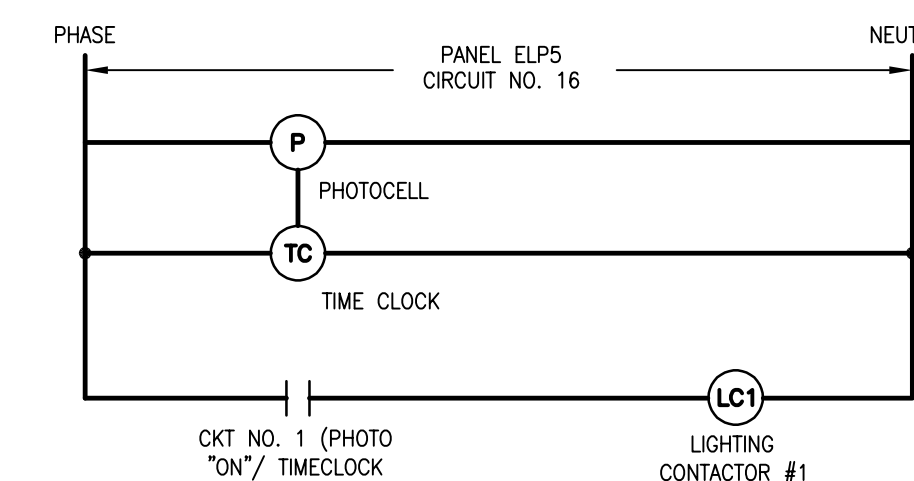 PHASE
NEUT
PANEL ELP5
CIRCUIT NO. 16
P
PHOTOCELL
TC
TIME CLOCK
LC1
CKT NO. 1 (PHOTO
"ON"/ TIMECLOCK
LIGHTING
CONTACTOR #1